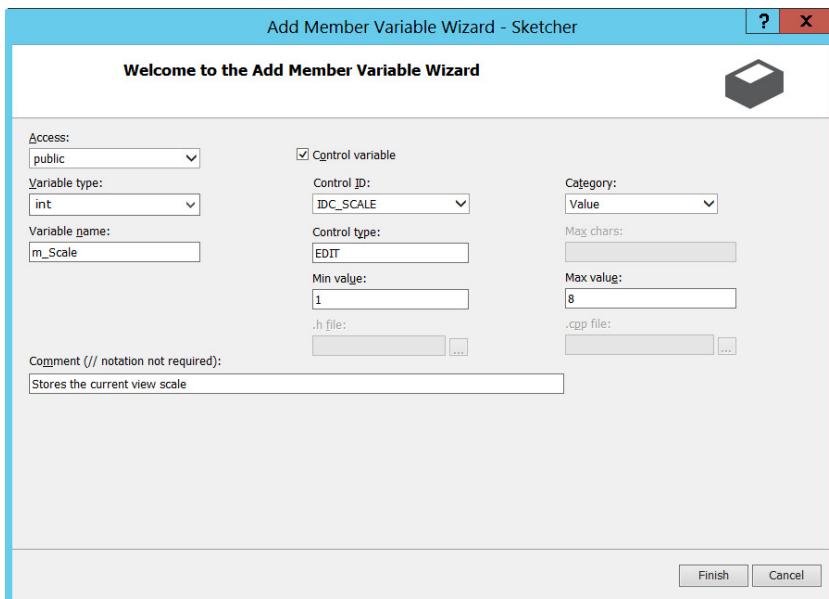 Add Member Variable Wizard - Sketcher
? x
Welcome to the Add Member Variable Wizard
Access:
public
Control variable
Variable type:
Control ID:
Category:
int
IDC_SCALE
Value
Variable name:
Control type:
Max chars:
m_Scale
EDIT
Min value:
Max value:
1
8
.h file:
.cpp file:
...
...
Comment (// notation not required):
Stores the current view scale
Finish
Cancel